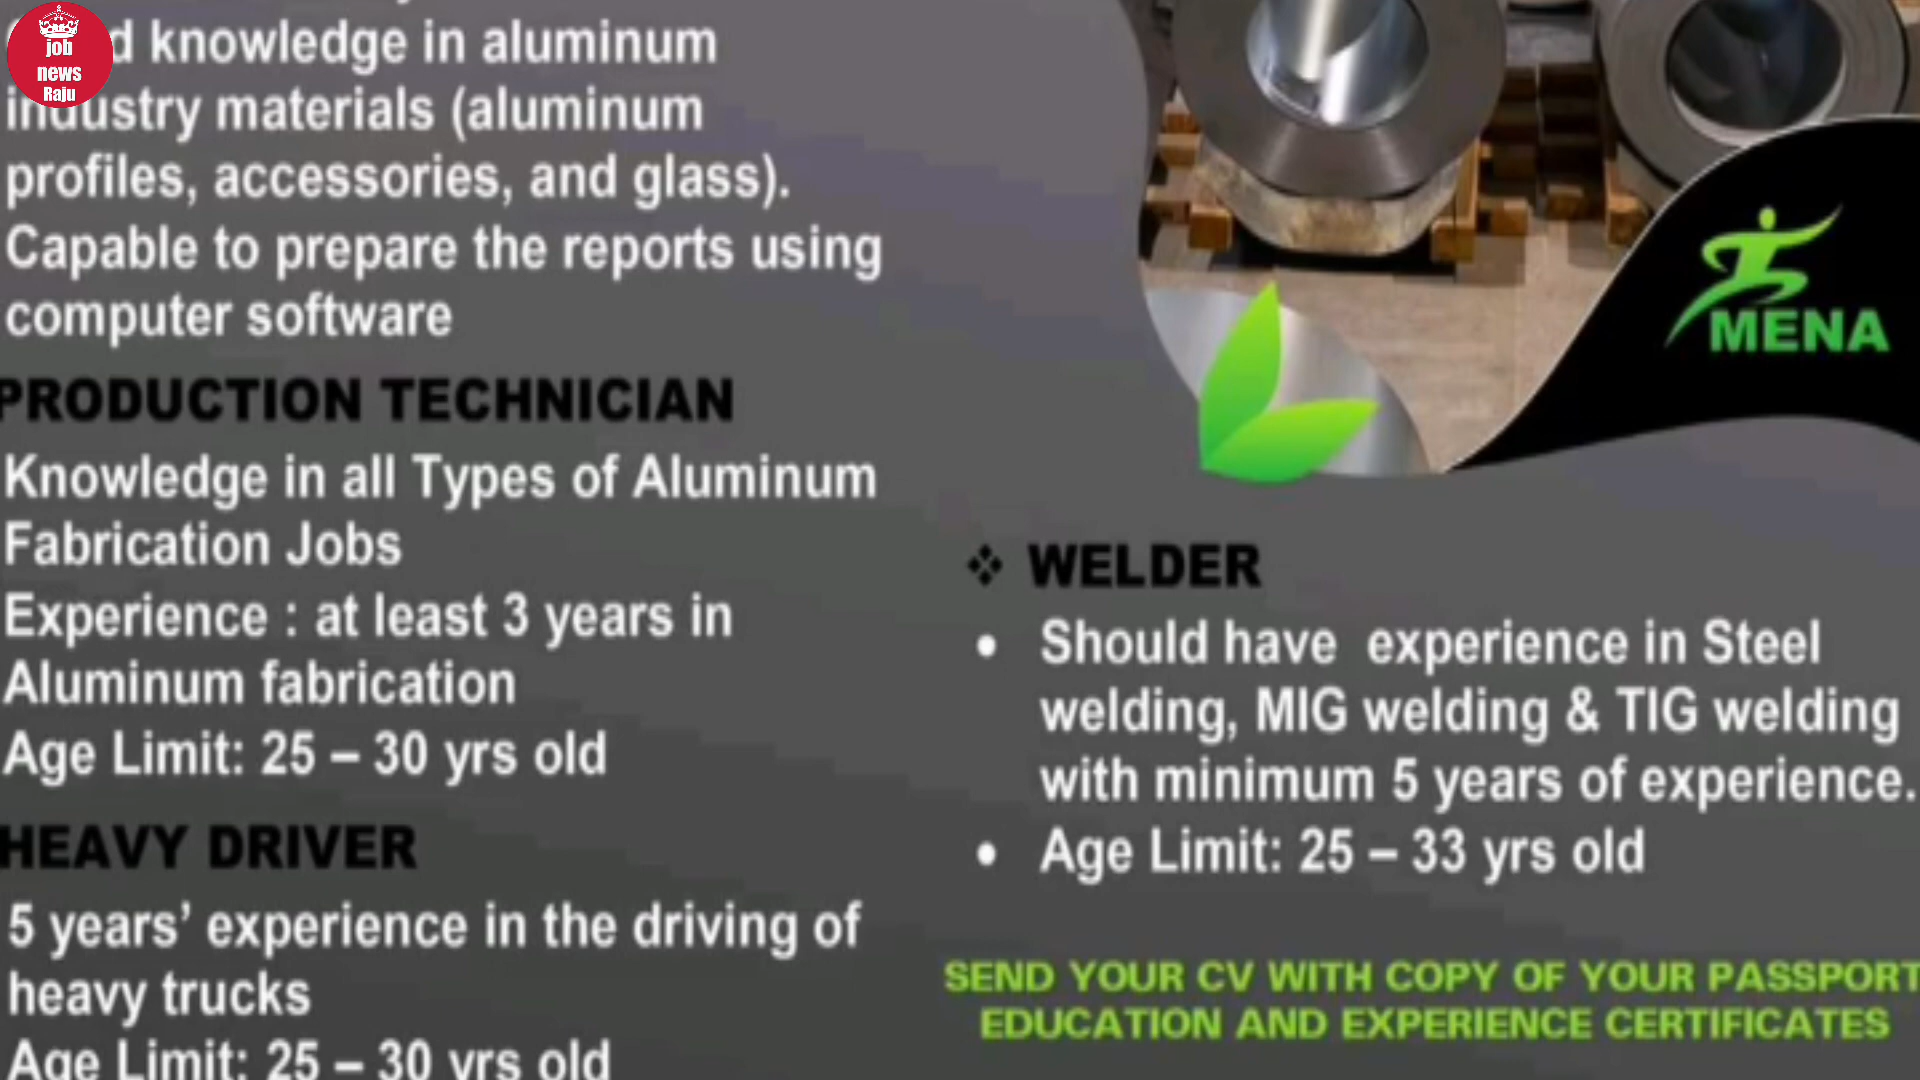 job
news
Raju
knowledge in aluminum
industry materials (aluminum
profiles, accessories, and glass).
Capable to prepare the reports using
computer software
PRODUCTION TECHNICIAN
Knowledge in all Types of Aluminum
Fabrication Jobs
Experience : at least 3 years in
Aluminum fabrication
Age Limit: 25 – 30 yrs old
HEAVY DRIVER
5 years’ experience in the driving of
heavy trucks
Age Limit: 25 – 30 yrs old
MENA
WELDER
Should have experience in Steel
welding, MIG welding & TIG welding
with minimum 5 years of experience.
Age Limit: 25 – 33 yrs old
SEND YOUR CV WITH COPY OF YOUR PASSPORT
EDUCATION AND EXPERIENCE CERTIFICATES